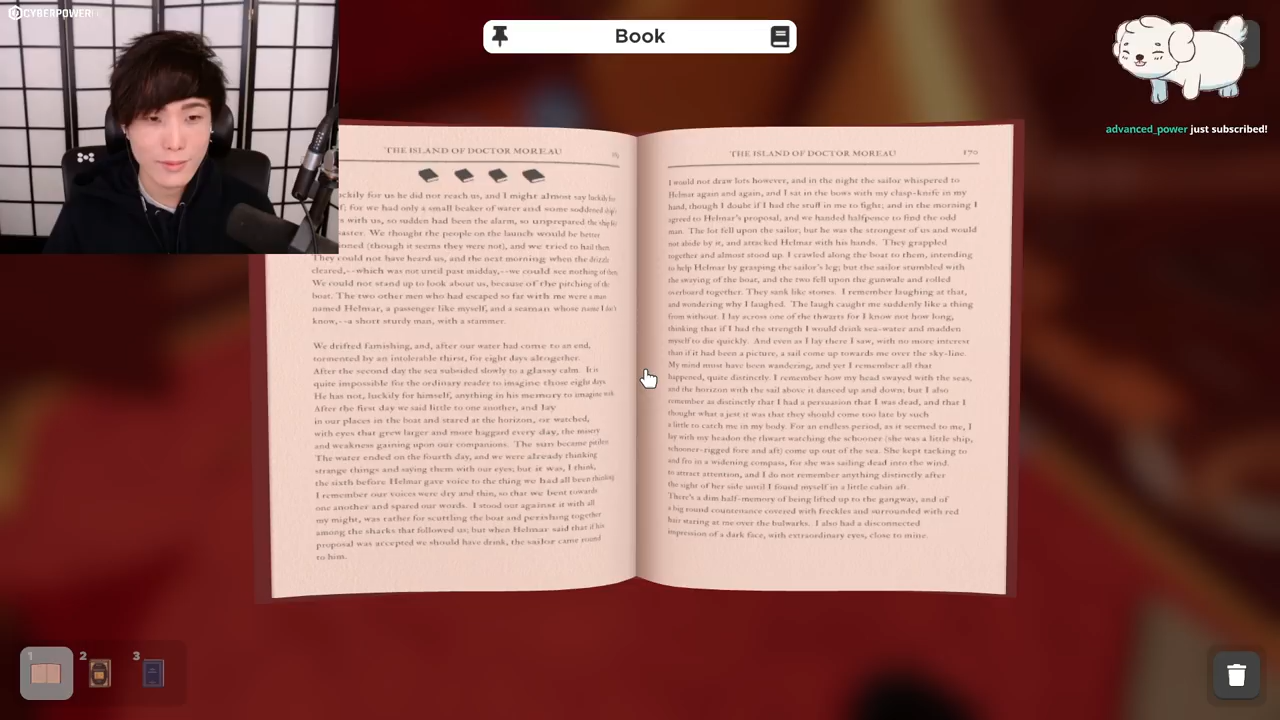 CYBERPOWER
Book
advanced_power just subscribed!
THE ISLAND OF DOCTOR MOREAU
ckily for us he did not reach us, and I might almost say luckily for
f; for we had only a small beaker of water and some soddened ship's
s with us, so sudden had been the alarm, so unprepared the ship for
aster. We thought the people on the launch would be better
ned (though it seems they were not), and we tried to hail them.
They could not have heard us, and the next morning when the drizzle
cleared,--which was not until past midday,--we could see nothing of them.
We could not stand up to look about us, because of the pitching of the
boat. The two other men who had escaped so far with me were a man
named Helmar, a passenger like myself, and a seaman whose name I don't
know,--a short sturdy man, with a stammer.
We drifted famishing, and, after our water had come to an end,
tormented by an intolerable thirst, for eight days altogether.
After the second day the sea subsided slowly to a glassy calm. It is
quite impossible for the ordinary reader to imagine those eight days.
He has not, luckily for himself, anything in his memory to imagine with.
After the first day we said little to one another, and lay
in our places in the boat and stared at the horizon, or watched,
with eyes that grew larger and more haggard every day, the misery
and weakness gaining upon our companions. The sun became pitiless.
The water ended on the fourth day, and we were already thinking
strange things and saying them with our eyes; but it was, I think,
the sixth before Helmar gave voice to the thing we had all been thinking.
I remember our voices were dry and thin, so that we bent towards
one another and spared our words. I stood out against it with all
my might, was rather for scuttling the boat and perishing together
among the sharks that followed us; but when Helmar said that if his
proposal was accepted we should have drink, the sailor came round
to him.
THE ISLAND OF DOCTOR MOREAU 170
I would not draw lots however, and in the night the sailor whispered to
Helmar again and again, and I sat in the bows with my clasp-knife in my
hand, though I doubt if I had the stuff in me to fight; and in the morning I
agreed to Helmar's proposal, and we handed halfpence to find the odd
man. The lot fell upon the sailor; but he was the strongest of us and would
not abide by it, and attacked Helmar with his hands. They grappled
together and almost stood up. I crawled along the boat to them, intending
to help Helmar by grasping the sailor's leg; but the sailor stumbled with
the swaying of the boat, and the two fell upon the gunwale and rolled
overboard together. They sank like stones. I remember laughing at that,
and wondering why I laughed. The laugh caught me suddenly like a thing
from without. I lay across one of the thwarts for I know not how long,
thinking that if I had the strength I would drink sea-water and madden
myself to die quickly. And even as I lay there I saw, with no more interest
than if it had been a picture, a sail come up towards me over the sky-line.
My mind must have been wandering, and yet I remember all that
happened, quite distinctly. I remember how my head swayed with the seas,
and the horizon with the sail above it danced up and down; but I also
remember as distinctly that I had a persuasion that I was dead, and that I
thought what a jest it was that they should come too late by such
a little to catch me in my body. For an endless period, as it seemed to me, I
lay with my headon the thwart watching the schooner (she was a little ship,
schooner-rigged fore and aft) come up out of the sea. She kept tacking to
and fro in a widening compass, for she was sailing dead into the wind.
to attract attention, and I do not remember anything distinctly after
the sight of her side until I found myself in a little cabin aft.
There's a dim half-memory of being lifted up to the gangway, and of
a big round countenance covered with freckles and surrounded with red
hair staring at me over the bulwarks. I also had a disconnected
impression of a dark face, with extraordinary eyes, close to mine.
1 2 3